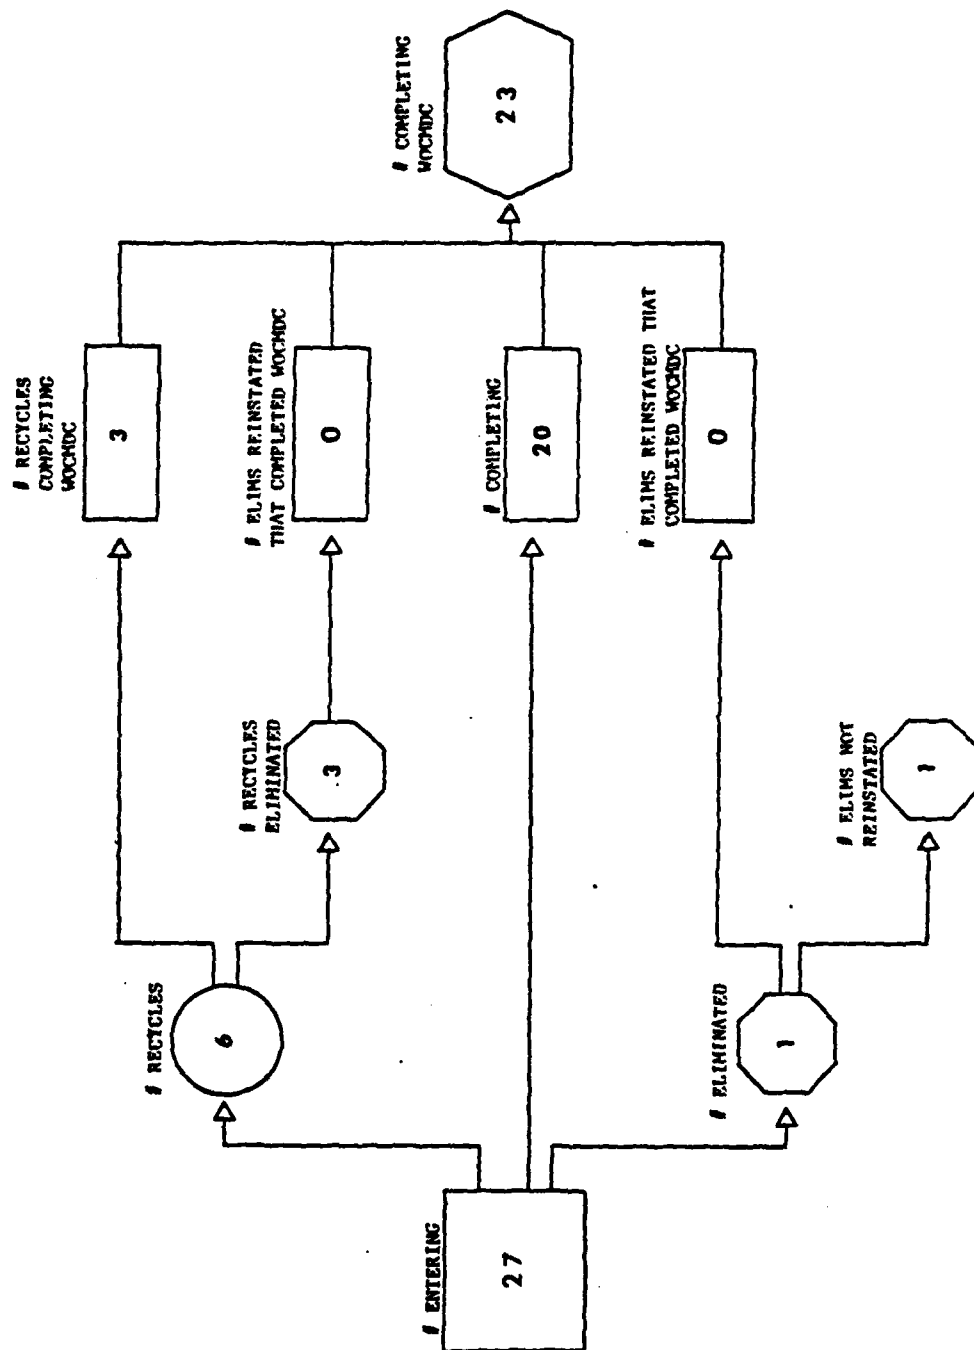 # RECYCLES
COMPLETING
WOCMDC
3
# ELIMS REINSTATED
THAT COMPLETED WOCMDC
0
# COMPLETING
20
# ELIMS REINSTATED THAT
COMPLETED WOCMDC
0
# COMPLETING
WOCMDC
23
# RECYCLES
6
# RECYCLES
ELIMINATED
3
# ENTERING
27
# ELIMINATED
1
# ELIMS NOT
REINSTATED
1